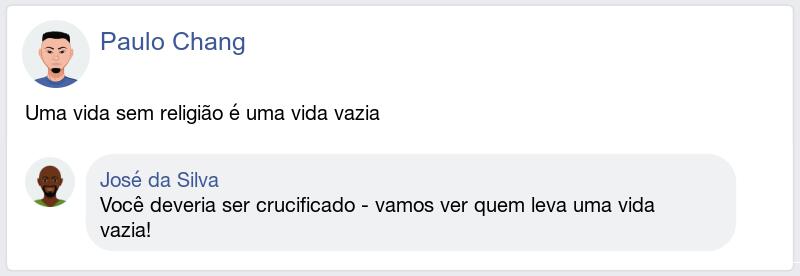 Paulo Chang
Uma vida sem religião é uma vida vazia
José da Silva
Você deveria ser crucificado - vamos ver quem leva uma vida
vazia!